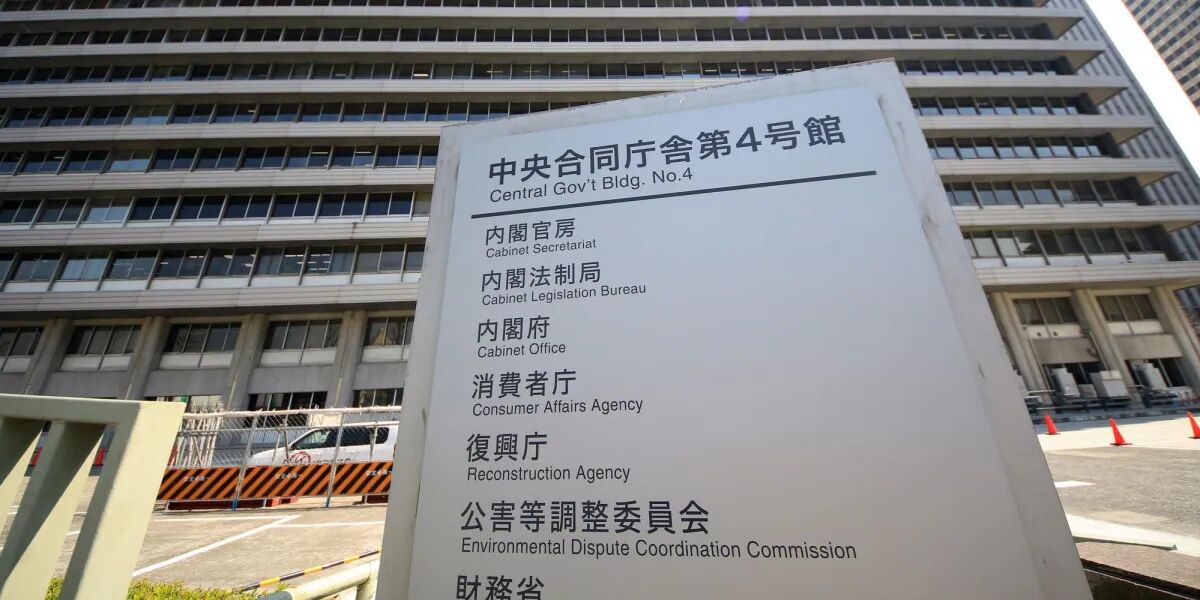 中央合同庁舎第4号館
Central Gov't Bldg. No.4
内閣官房
Cabinet Secretariat
内閣法制局
Cabinet Legislation Bureau
内閣府
Cabinet Office
消費者庁
Consumer Affairs Agency
復興庁
Reconstruction Agency
公害等調整委員会
Environmental Dispute Coordination Commission
財務省